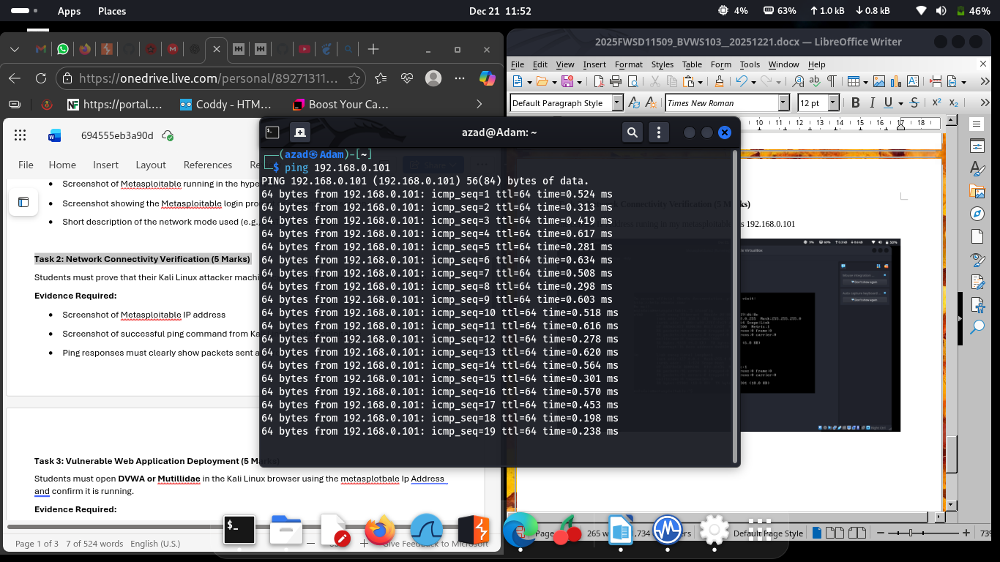 Apps Places Dec 21 11:52 4% 63% 1.0 kB 0.8 kB 46%
https://onedrive.live.com/personal/89271311...
https://portal.... Coddy - HTM... Boost Your Ca...
694555eb3a90d
File Home Insert Layout References
Screenshot of Metasploitable running in the hype
Screenshot showing the Metasploitable login pro
Short description of the network mode used (e.g.
Task 2: Network Connectivity Verification (5 Marks)
Students must prove that their Kali Linux attacker machi
Evidence Required:
Screenshot of Metasploitable IP address
Screenshot of successful ping command from Ka
Ping responses must clearly show packets sent a
Task 3: Vulnerable Web Application Deployment (5 Marks)
Students must open DVWA or Mutillidae in the Kali Linux browser using the metasplotbale Ip Address
and confirm it is running.
Evidence Required:
Page 1 of 3 7 of 524 words English (U.S.) Give Feedback to Microsoft
azad@Adam: ~
┌──(azad㉿Adam)-[~]
└─$ ping 192.168.0.101
PING 192.168.0.101 (192.168.0.101) 56(84) bytes of data.
64 bytes from 192.168.0.101: icmp_seq=1 ttl=64 time=0.524 ms
64 bytes from 192.168.0.101: icmp_seq=2 ttl=64 time=0.313 ms
64 bytes from 192.168.0.101: icmp_seq=3 ttl=64 time=0.419 ms
64 bytes from 192.168.0.101: icmp_seq=4 ttl=64 time=0.617 ms
64 bytes from 192.168.0.101: icmp_seq=5 ttl=64 time=0.281 ms
64 bytes from 192.168.0.101: icmp_seq=6 ttl=64 time=0.634 ms
64 bytes from 192.168.0.101: icmp_seq=7 ttl=64 time=0.508 ms
64 bytes from 192.168.0.101: icmp_seq=8 ttl=64 time=0.298 ms
64 bytes from 192.168.0.101: icmp_seq=9 ttl=64 time=0.603 ms
64 bytes from 192.168.0.101: icmp_seq=10 ttl=64 time=0.518 ms
64 bytes from 192.168.0.101: icmp_seq=11 ttl=64 time=0.616 ms
64 bytes from 192.168.0.101: icmp_seq=12 ttl=64 time=0.278 ms
64 bytes from 192.168.0.101: icmp_seq=13 ttl=64 time=0.620 ms
64 bytes from 192.168.0.101: icmp_seq=14 ttl=64 time=0.564 ms
64 bytes from 192.168.0.101: icmp_seq=15 ttl=64 time=0.301 ms
64 bytes from 192.168.0.101: icmp_seq=16 ttl=64 time=0.570 ms
64 bytes from 192.168.0.101: icmp_seq=17 ttl=64 time=0.453 ms
64 bytes from 192.168.0.101: icmp_seq=18 ttl=64 time=0.198 ms
64 bytes from 192.168.0.101: icmp_seq=19 ttl=64 time=0.238 ms
2025FWSD11509_BVWS103__20251221.docx — LibreOffice Writer
File Edit View Insert Format Styles Table Form Tools Window Help
Default Paragraph Style Times New Roman 12 pt
10 11 12 13 14 15 16 17 18
Connectivity Verification (5 Marks)
s 192.168.0.101
265 w ,734 Default Page Style 739